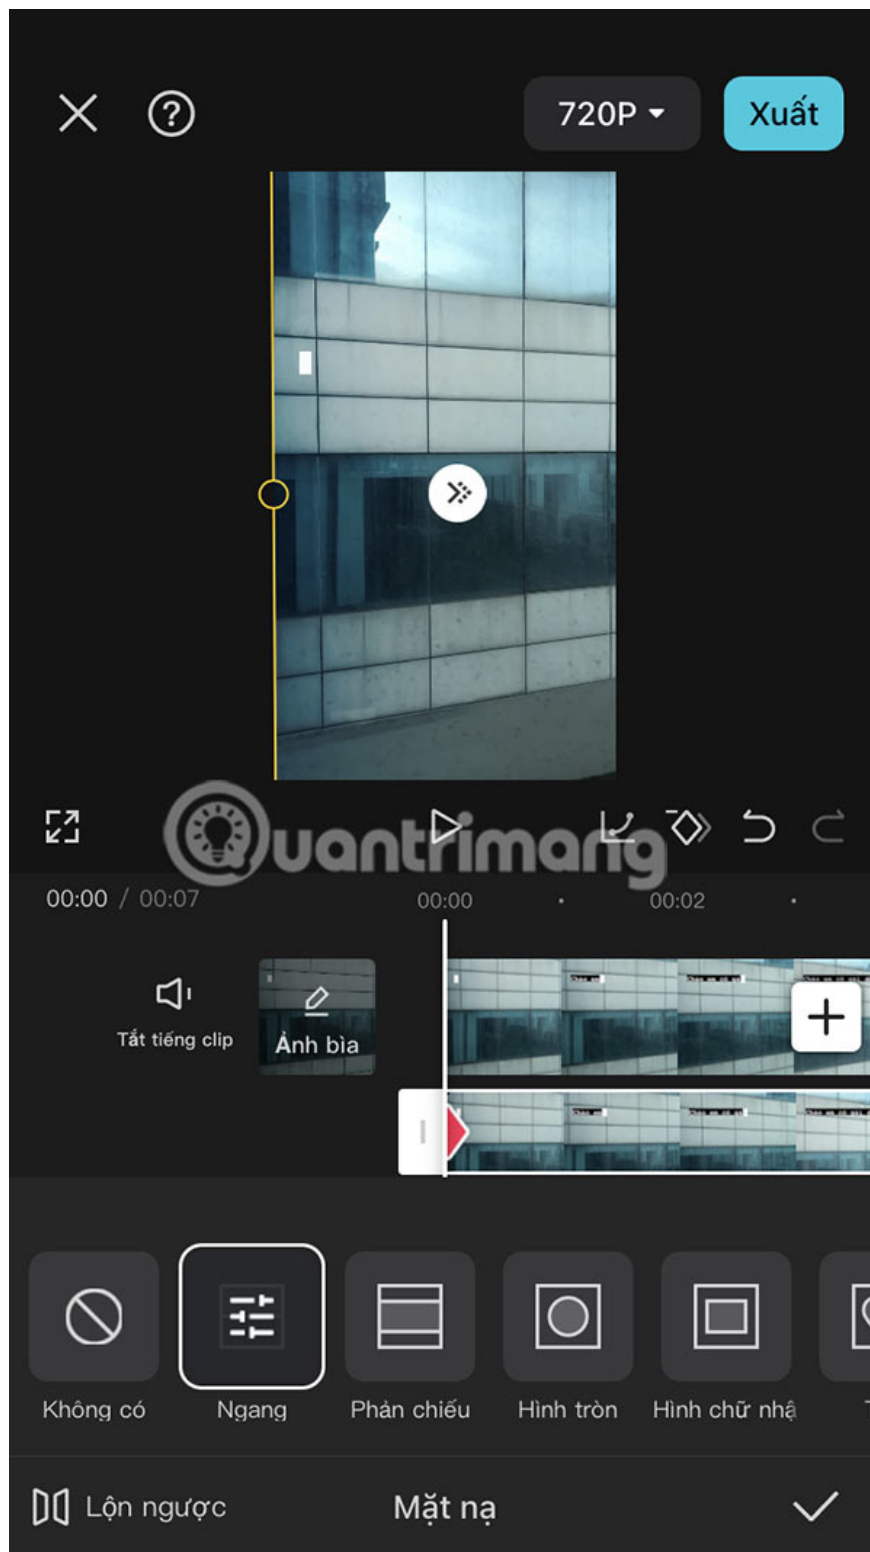 720P
Xuất
Quantrimang
00:00 / 00:07
00:00
00:02
Tắt tiếng clip
Ảnh bìa
Không có
Ngang
Phản chiếu
Hình tròn
Hình chữ nhậ
Lộn ngược
Mặt nạ